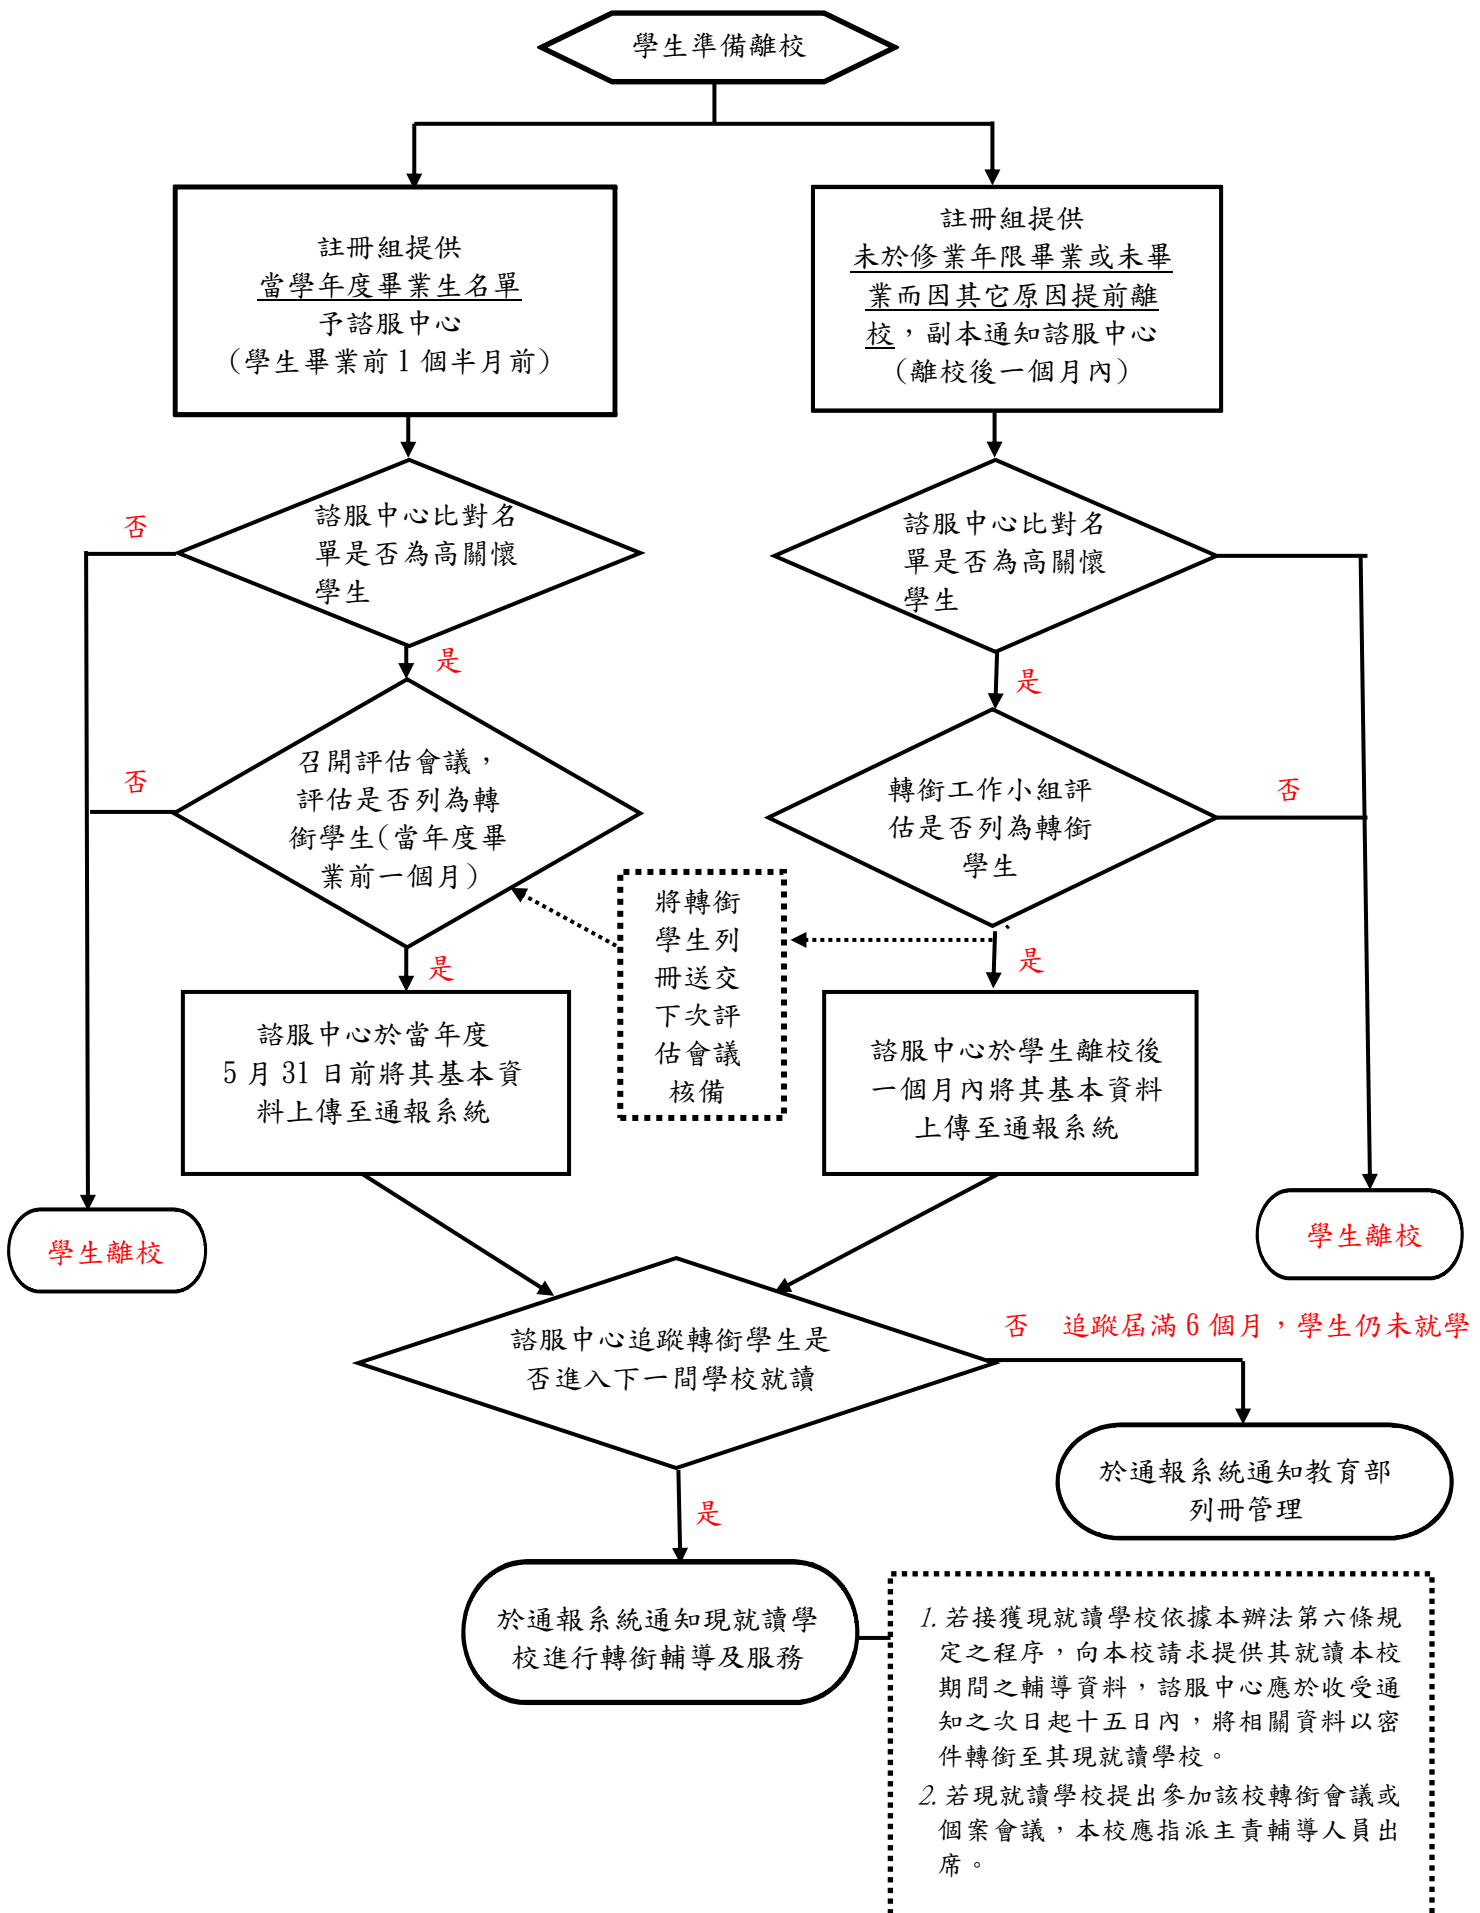 學生準備離校
註冊組提供
當學年度畢業生名單
予諮服中心
(學生畢業前1個半月前)
註冊組提供
未於修業年限畢業或未畢
業而因其它原因提前離
校，副本通知諮服中心
(離校後一個月內)
諮服中心比對名
單是否為高關懷
學生
否
是
諮服中心比對名
單是否為高關懷
學生
是
召開評估會議，
評估是否列為轉
銜學生(當年度畢
業前一個月)
否
是
轉銜工作小組評
估是否列為轉銜
學生
否
是
將轉銜
學生列
冊送交
下次評
估會議
核備
諮服中心於當年度
5月31日前將其基本資
料上傳至通報系統
諮服中心於學生離校後
一個月內將其基本資料
上傳至通報系統
學生離校
學生離校
諮服中心追蹤轉銜學生是
否進入下一間學校就讀
否 追蹤屆滿6個月，學生仍未就學
是
於通報系統通知教育部
列冊管理
於通報系統通知現就讀學
校進行轉銜輔導及服務
1.若接獲現就讀學校依據本辦法第六條規
定之程序，向本校請求提供其就讀本校
期間之輔導資料，諮服中心應於收受通
知之次日起十五日內，將相關資料以密
件轉銜至其現就讀學校。
2.若現就讀學校提出參加該校轉銜會議或
個案會議，本校應指派主責輔導人員出
席。